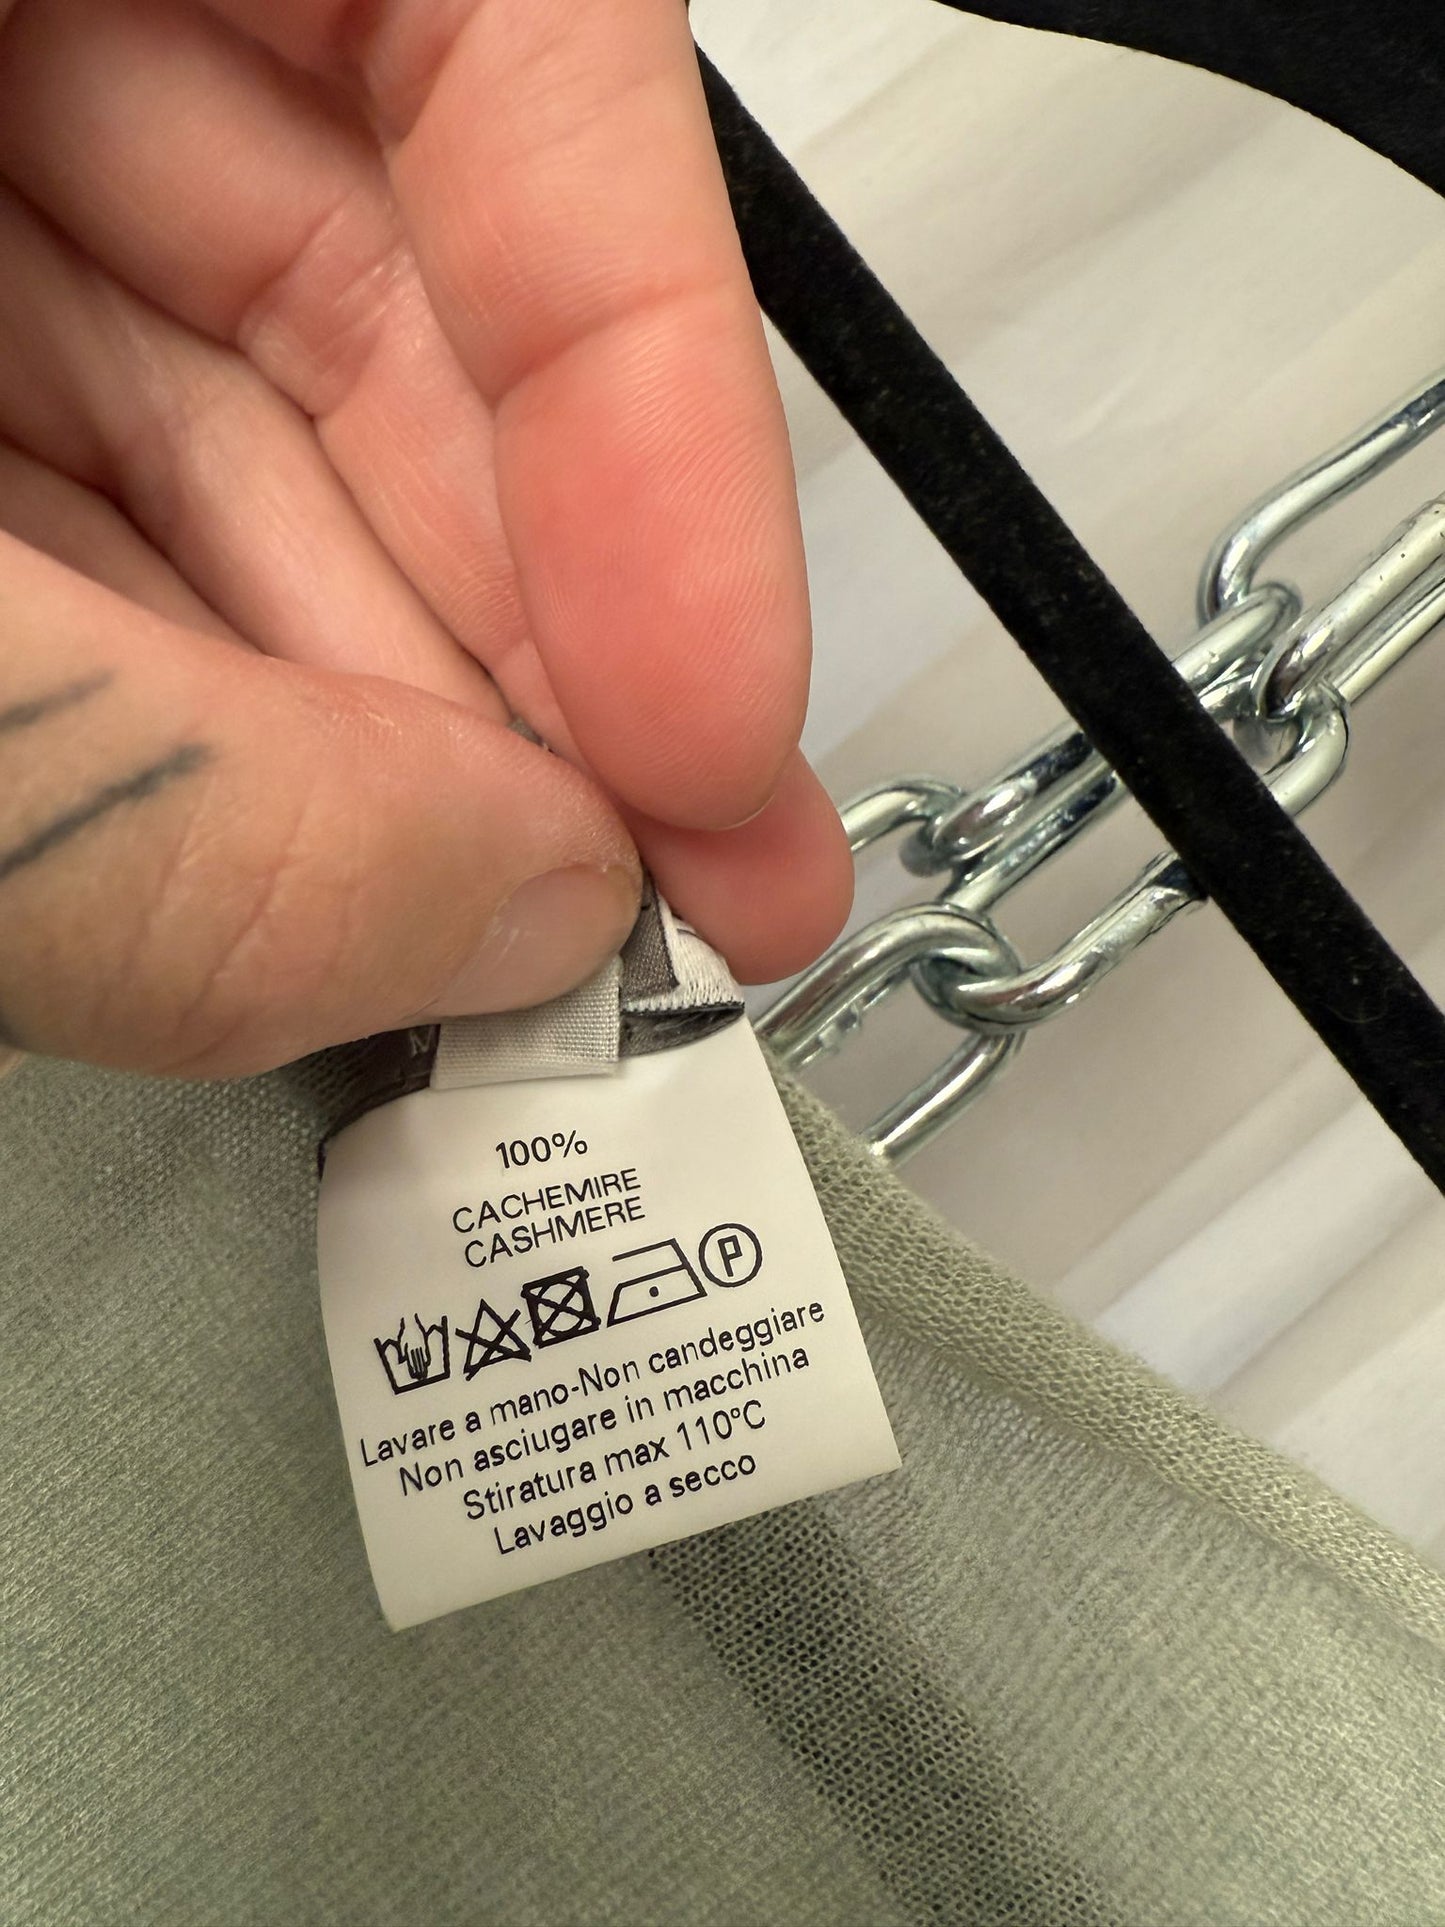 M
100%
CACHEMIRE
CASHMERE
P
Lavare a mano-Non candeggiare
Non asciugare in macchina
Stiratura max 110°C
Lavaggio a secco